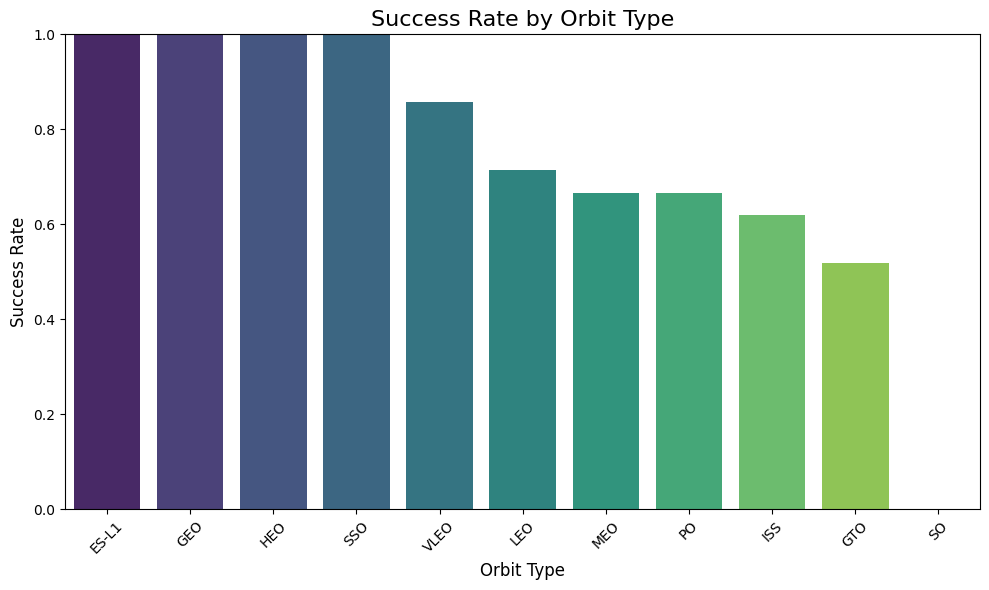 Success Rate by Orbit Type
Success Rate
1.0
0.8
0.6
0.4
0.2
0.0
ES-L1
GEO
HEO
SSO
VLEO
LEO
MEO
PO
ISS
GTO
SO
Orbit Type